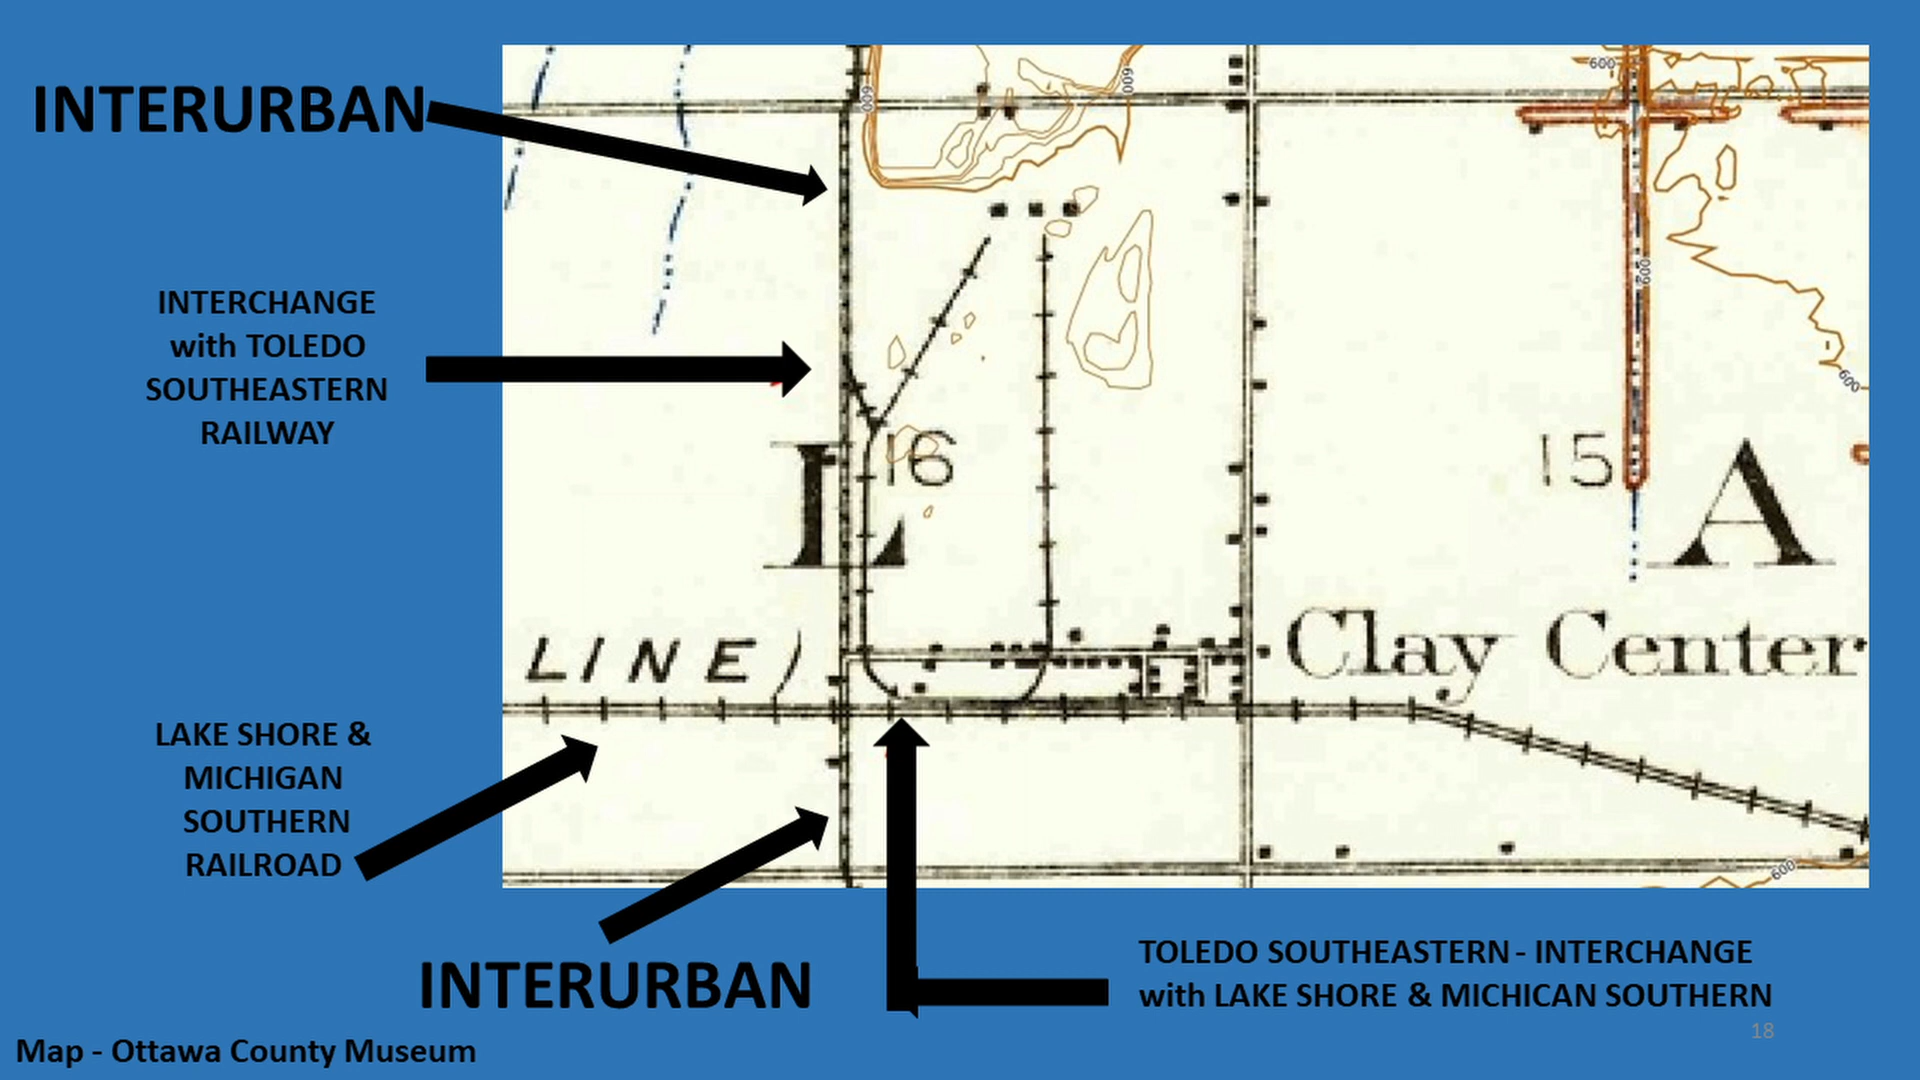 INTERURBAN
INTERCHANGE
with TOLEDO
SOUTHEASTERN
RAILWAY
LAKE SHORE &
MICHIGAN
SOUTHERN
RAILROAD
INTERURBAN
TOLEDO SOUTHEASTERN - INTERCHANGE
with LAKE SHORE & MICHICAN SOUTHERN
18
Map - Ottawa County Museum
600
600
600
600
600
600
16
15
L
A
LINE)
Clay Center